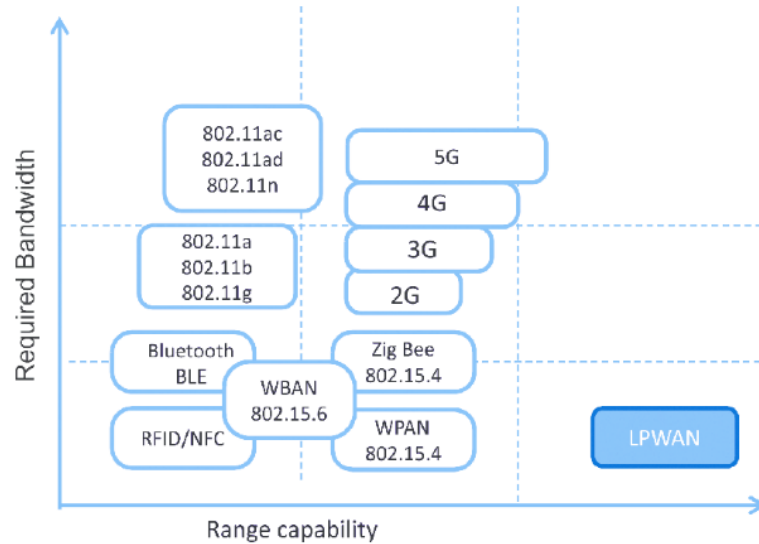 Required Bandwidth
802.11ac
802.11ad
802.11n
5G
4G
802.11a
802.11b
802.11g
3G
2G
Bluetooth
BLE
WBAN
802.15.6
Zig Bee
802.15.4
RFID/NFC
WPAN
802.15.4
LPWAN
Range capability